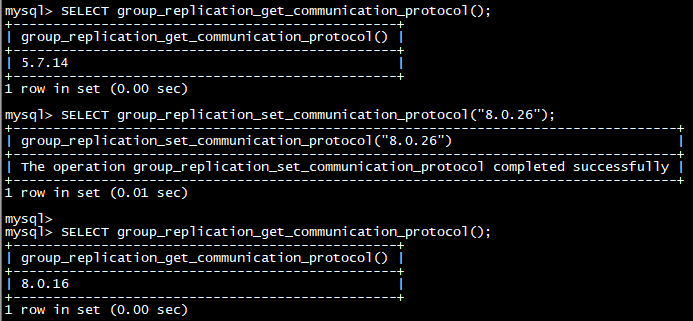 mysql> SELECT group_replication_get_communication_protocol();
+------------------------------------------------+
| group_replication_get_communication_protocol() |
+------------------------------------------------+
| 5.7.14                                         |
+------------------------------------------------+
1 row in set (0.00 sec)
mysql> SELECT group_replication_set_communication_protocol("8.0.26");
+-----------------------------------------------------------------------------------+
| group_replication_set_communication_protocol("8.0.26")                            |
+-----------------------------------------------------------------------------------+
| The operation group_replication_set_communication_protocol completed successfully |
+-----------------------------------------------------------------------------------+
1 row in set (0.01 sec)
mysql>
mysql> SELECT group_replication_get_communication_protocol();
+------------------------------------------------+
| group_replication_get_communication_protocol() |
+------------------------------------------------+
| 8.0.16                                         |
+------------------------------------------------+
1 row in set (0.00 sec)